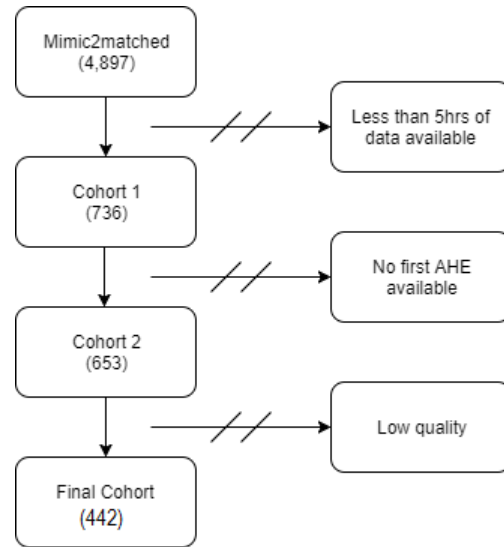 Mimic2matched
(4,897)
Less than 5hrs of
data available
Cohort 1
(736)
No first AHE
available
Cohort 2
(653)
Low quality
Final Cohort
(442)